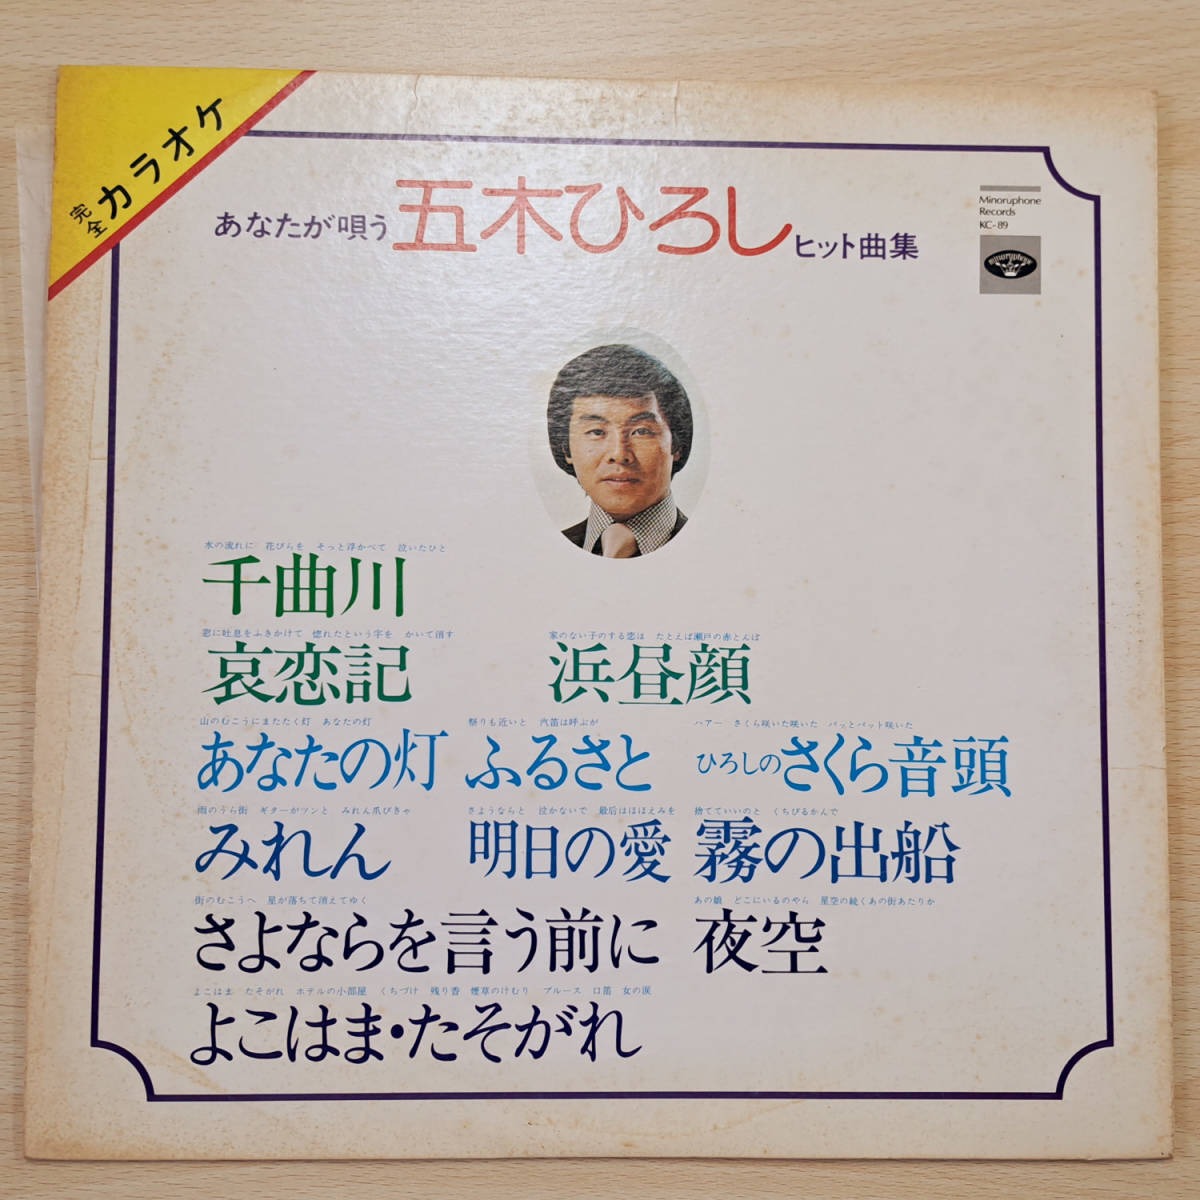 完全カラオケ
あなたが唄う 五木ひろし ヒット曲集
Minoruphone
Records
KC-89
minoruphone
水の流れに 花びらを そっと浮かべて 泣いたひと
千曲川
窓に吐息をふきかけて 惚れたという字を かいて消す
哀恋記
家のない子のする恋は たとえば瀬戸の赤とんぼ
浜昼顔
山のむこうにまたたく灯 あなたの灯
あなたの灯
祭りも近いと 汽笛は呼ぶが
ふるさと
ハアー さくら咲いた咲いた パッとパット咲いた
ひろしのさくら音頭
雨のうら街 ギターがツンと みれん爪びきゃ
みれん
さようならと 泣かないで 最后はほほえみを
明日の愛
捨てていいのと くちびるかんで
霧の出船
街のむこうへ 星が落ちて消えてゆく
さよならを言う前に
あの娘 どこにいるのやら 星空の続くあの街あたりか
夜空
よこはま たそがれ ホテルの小部屋 くちづけ 残り香 煙草のけむり ブルース 口笛 女の涙
よこはま・たそがれ